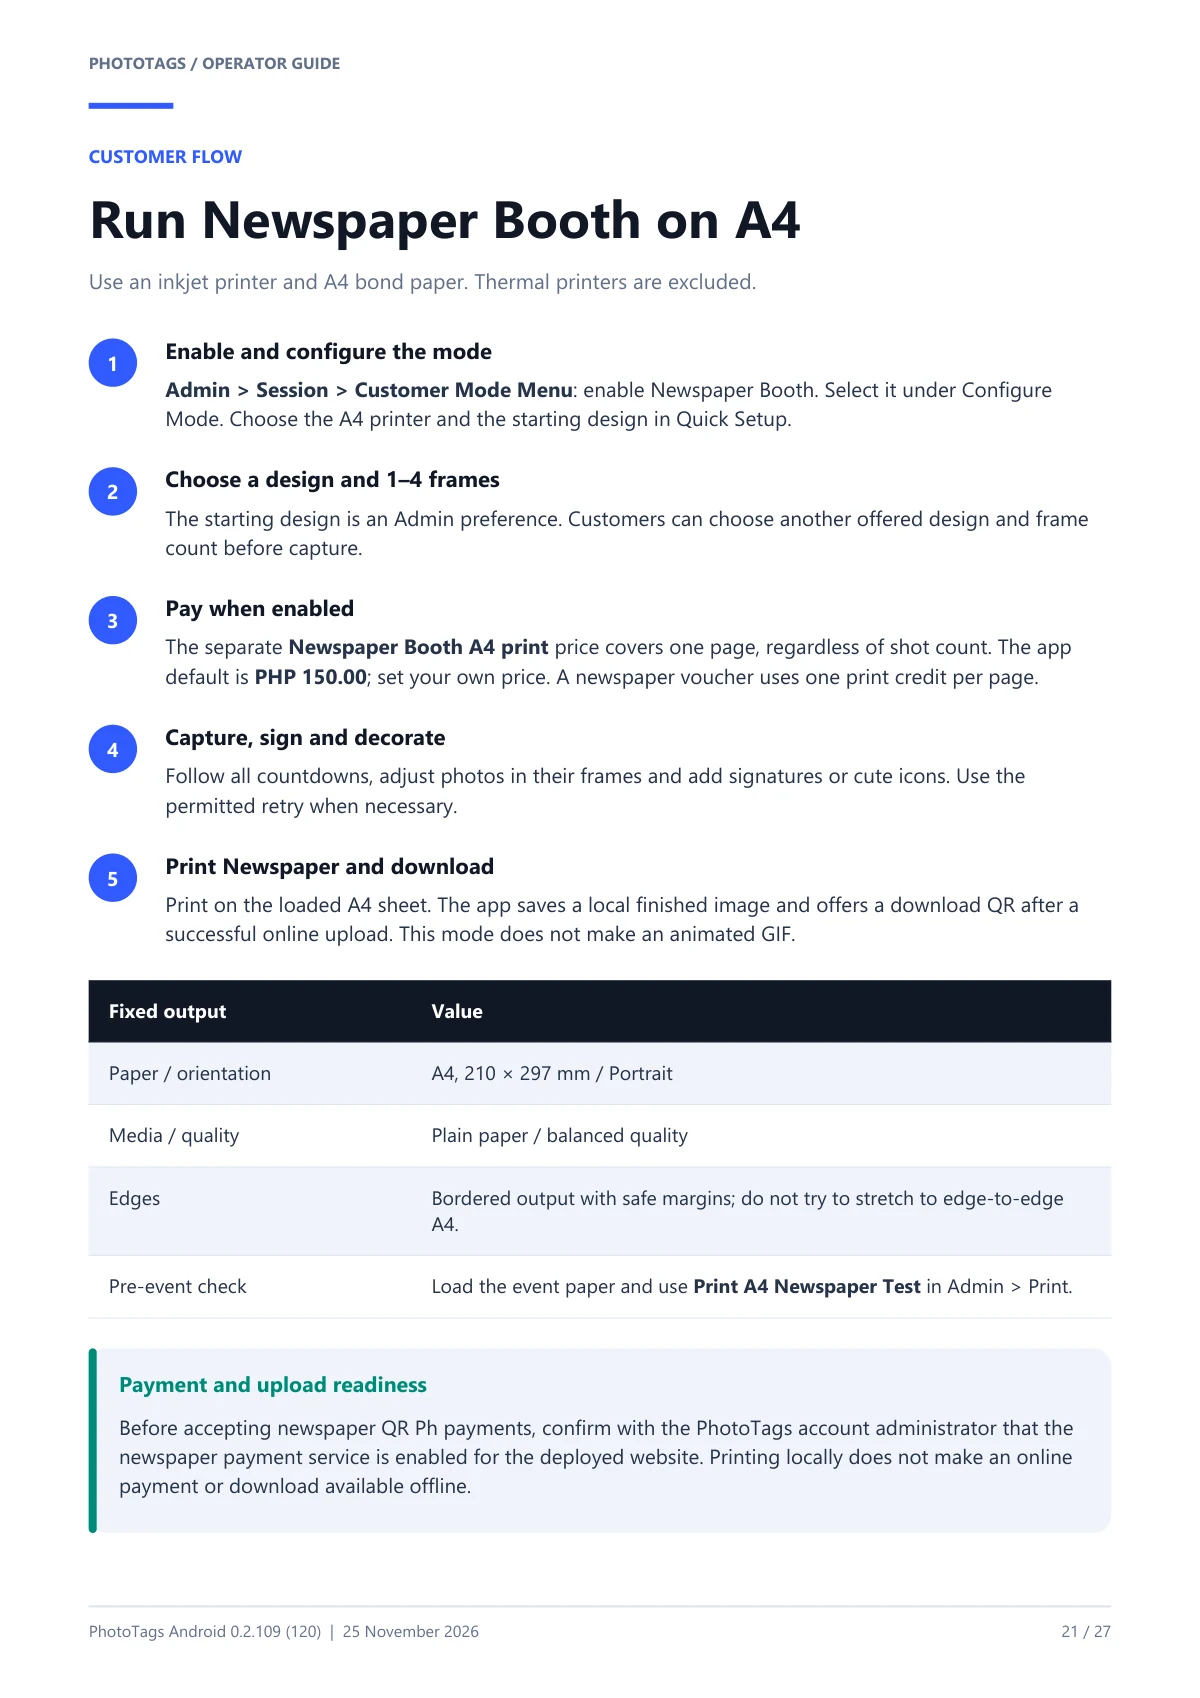 PHOTOTAGS / OPERATOR GUIDE
CUSTOMER FLOW
Run Newspaper Booth on A4
Use an inkjet printer and A4 bond paper. Thermal printers are excluded.
1
Enable and configure the mode
Admin > Session > Customer Mode Menu: enable Newspaper Booth. Select it under Configure
Mode. Choose the A4 printer and the starting design in Quick Setup.
2
Choose a design and 1–4 frames
The starting design is an Admin preference. Customers can choose another offered design and frame
count before capture.
3
Pay when enabled
The separate Newspaper Booth A4 print price covers one page, regardless of shot count. The app
default is PHP 150.00; set your own price. A newspaper voucher uses one print credit per page.
4
Capture, sign and decorate
Follow all countdowns, adjust photos in their frames and add signatures or cute icons. Use the
permitted retry when necessary.
5
Print Newspaper and download
Print on the loaded A4 sheet. The app saves a local finished image and offers a download QR after a
successful online upload. This mode does not make an animated GIF.
Fixed output Value
Paper / orientation A4, 210 × 297 mm / Portrait
Media / quality Plain paper / balanced quality
Edges Bordered output with safe margins; do not try to stretch to edge-to-edge
A4.
Pre-event check Load the event paper and use Print A4 Newspaper Test in Admin > Print.
Payment and upload readiness
Before accepting newspaper QR Ph payments, confirm with the PhotoTags account administrator that the
newspaper payment service is enabled for the deployed website. Printing locally does not make an online
payment or download available offline.
PhotoTags Android 0.2.109 (120) | 25 November 2026 21 / 27